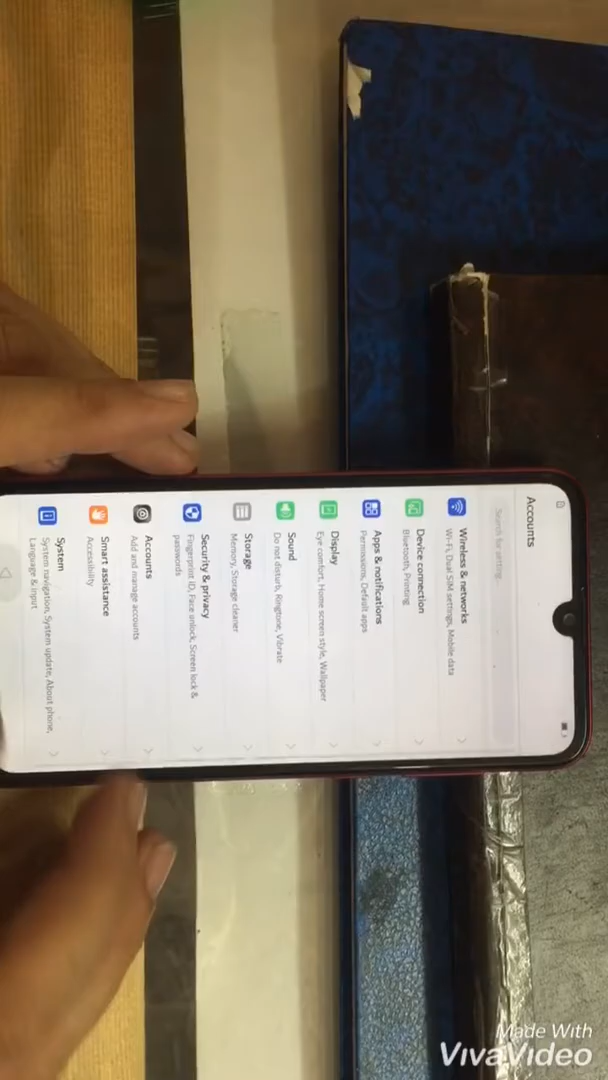 Accounts
Search for setting...
Wireless & networks
Wi-Fi, Dual SIM settings, Mobile data
Device connection
Bluetooth, Printing
Apps & notifications
Permissions, Default apps
Display
Eye comfort, Home screen style, Wallpaper
Sound
Do not disturb, Ringtone, Vibrate
Storage
Memory, Storage cleaner
Security & privacy
Fingerprint ID, Face unlock, Screen lock &
passwords
Accounts
Add and manage accounts
Smart assistance
Accessibility
System
System navigation, System update, About phone,
Language & input
Made With
VivaVideo